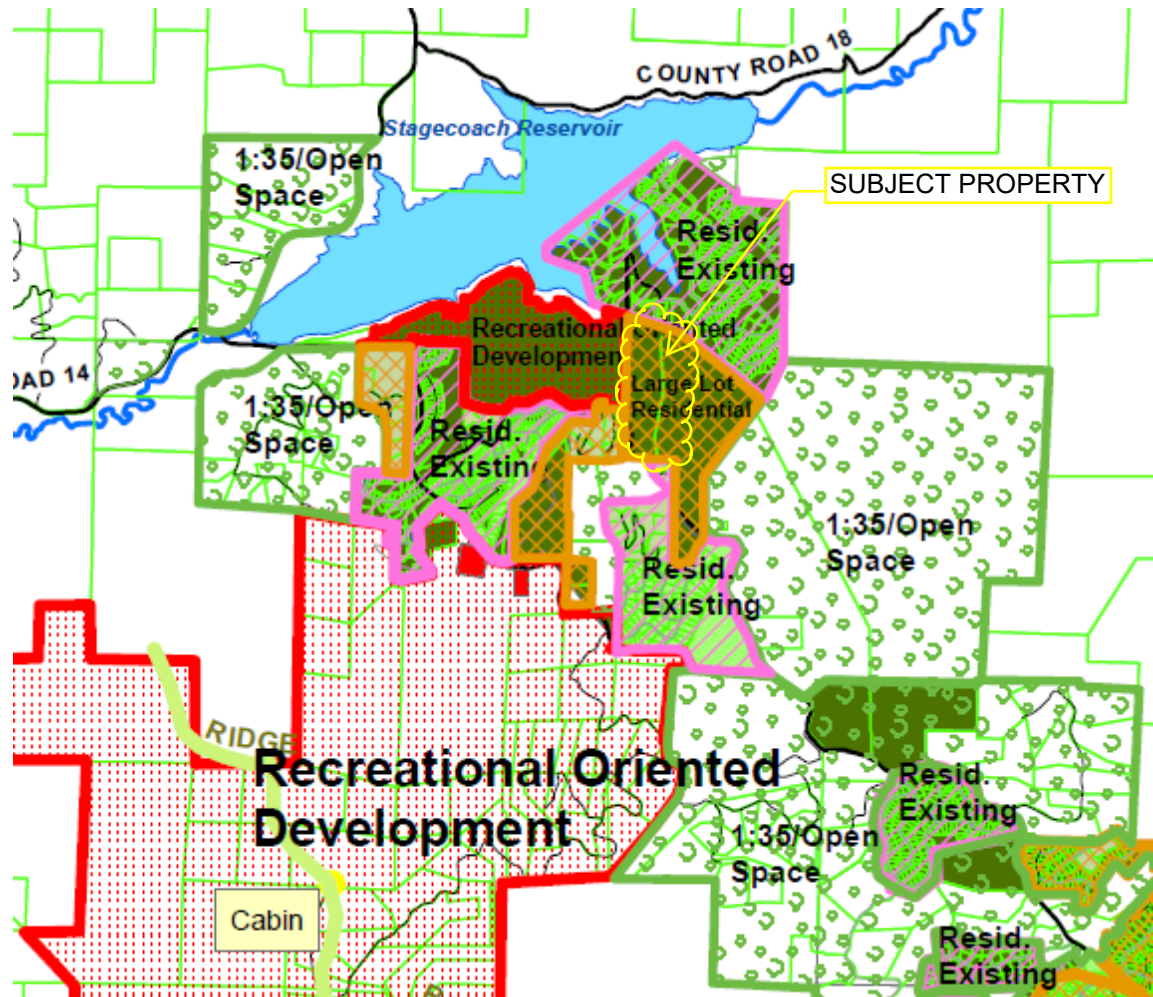 COUNTY ROAD 18
Stagecoach Reservoir
1:35/Open
Space
SUBJECT PROPERTY
Resid.
Existing
Recreational Oriented
Development
OAD 14
Large Lot
Residential
1:35/Open
Space
Resid.
Existing
1:35/Open
Space
Resid.
Existing
RIDGE
Recreational Oriented
Development
Resid.
Existing
1:35/Open
Space
Cabin
Resid.
Existing